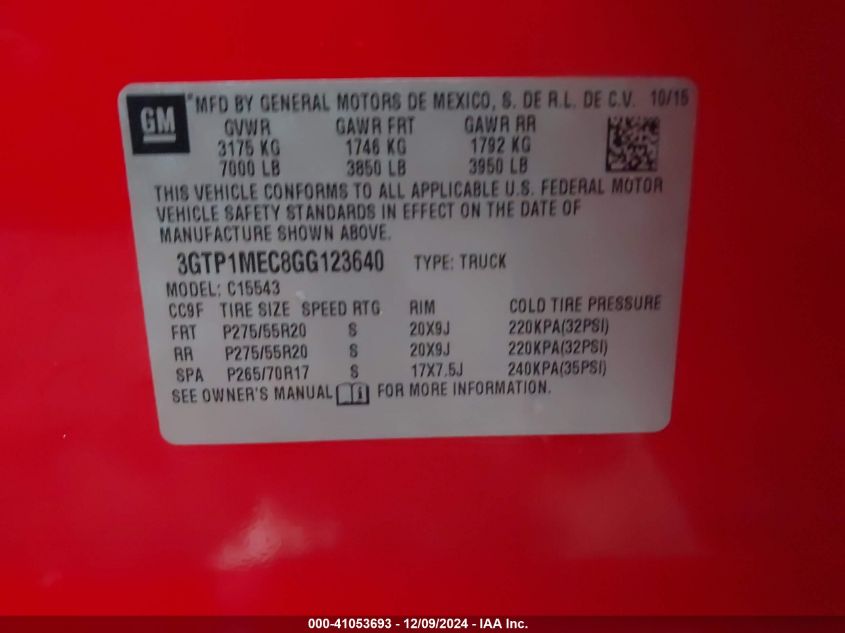 GM
*MFD BY GENERAL MOTORS DE MEXICO, S. DE R.L. DE C.V. 10/15
GVWR GAWR FRT GAWR RR
3175 KG 1746 KG 1792 KG
7000 LB 3850 LB 3950 LB
THIS VEHICLE CONFORMS TO ALL APPLICABLE U.S. FEDERAL MOTOR
VEHICLE SAFETY STANDARDS IN EFFECT ON THE DATE OF
MANUFACTURE SHOWN ABOVE.
3GTP1MEC8GG123640 TYPE: TRUCK
MODEL: C15543
CC9F TIRE SIZE SPEED RTG RIM COLD TIRE PRESSURE
FRT P275/55R20 S 20X9J 220KPA(32PSI)
RR P275/55R20 S 20X9J 220KPA(32PSI)
SPA P265/70R17 S 17X7.5J 240KPA(35PSI)
SEE OWNER'S MANUAL i FOR MORE INFORMATION.
000-41053693 - 12/09/2024 - IAA Inc.